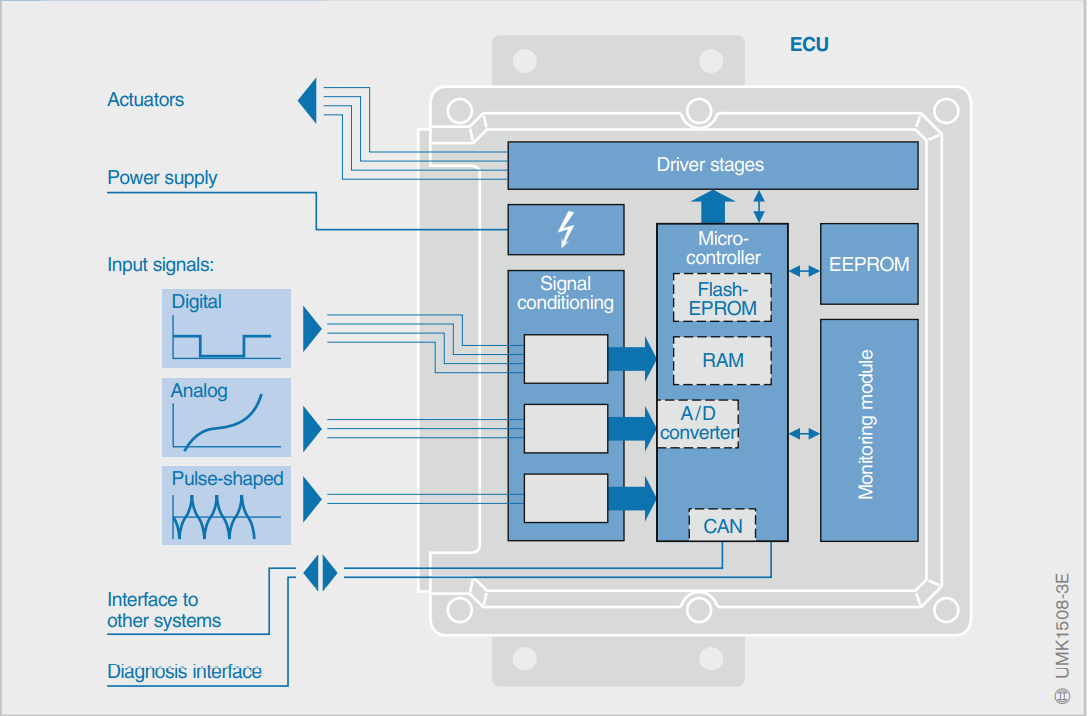 ECU
Actuators
Driver stages
Power supply
Micro-
controller
Input signals:
EEPROM
Signal
conditioning
Flash-
EPROM
Digital
RAM
Analog
A/D
converter
Monitoring module
Pulse-shaped
CAN
Interface to
other systems
Diagnosis interface
UMK1508-3E